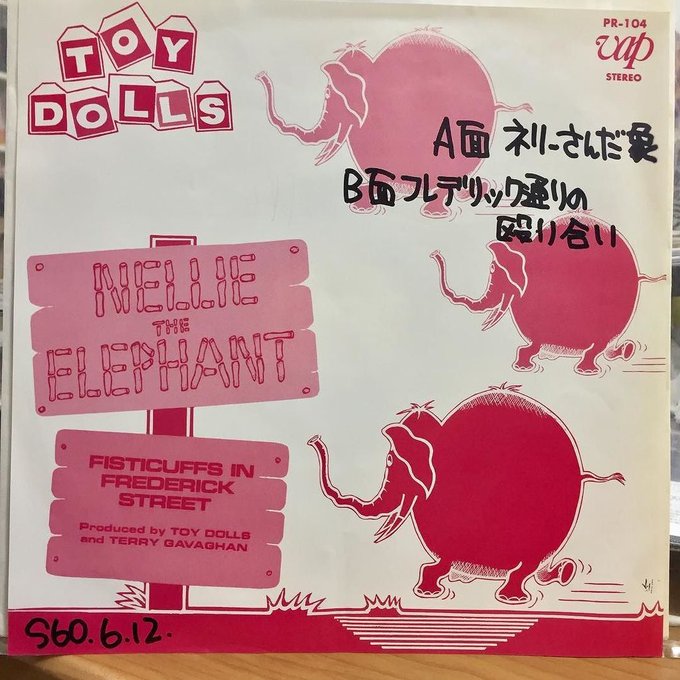 TOY
DOLLS
PR-104
vap
STEREO
A面 ネリーさんだ象
B面フレデリック通りの
殴り合い
NELLIE
THE
ELEPHANT
FISTICUFFS IN
FREDERICK
STREET
Produced by TOY DOLLS
and TERRY GAVAGHAN
S60.6.12.